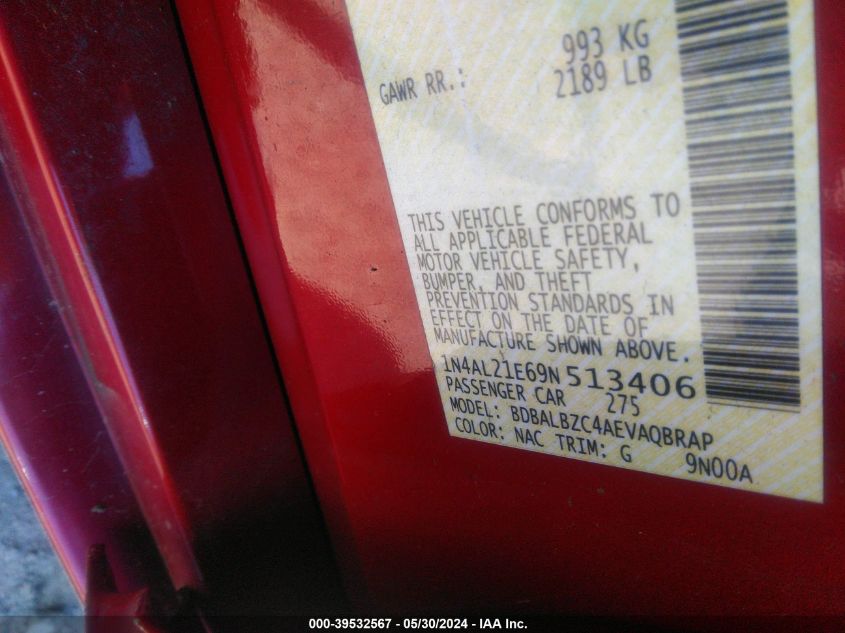 993 KG
GAWR RR.: 2189 LB
THIS VEHICLE CONFORMS TO
ALL APPLICABLE FEDERAL
MOTOR VEHICLE SAFETY,
BUMPER, AND THEFT
PREVENTION STANDARDS IN
EFFECT ON THE DATE OF
MANUFACTURE SHOWN ABOVE.
1N4AL21E69N513406
PASSENGER CAR 275
MODEL: BDBALBZC4AEVAQBRAP
COLOR: NAC TRIM: G 9N00A
000-39532567 - 05/30/2024 - IAA Inc.